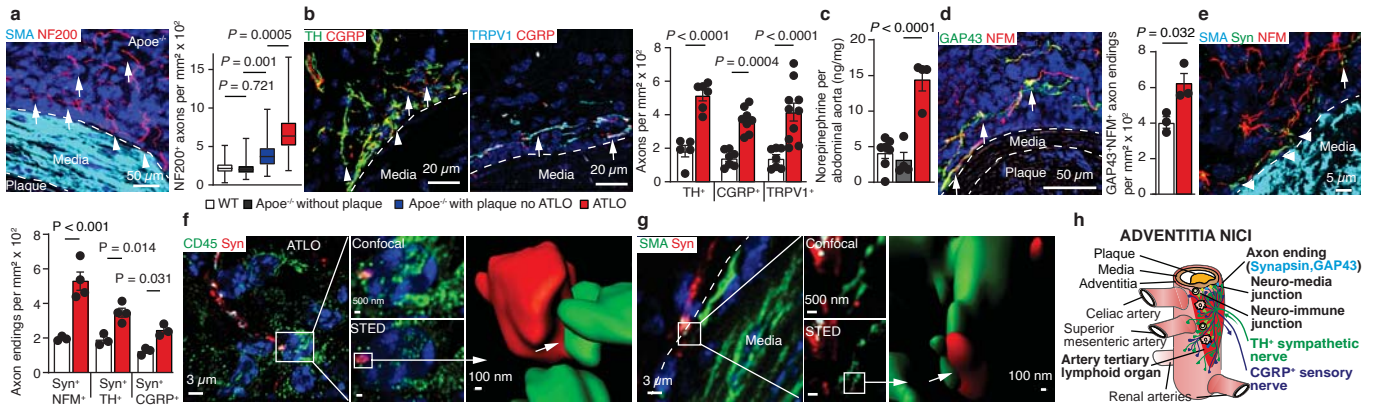 a
SMA NF200
Apoe⁻/⁻
Media
Plaque
50 µm
NF200⁺ axons per mm² x 10²
15
10
5
0
P = 0.0005
P = 0.001
P = 0.721
b
TH CGRP
Media
20 µm
TRPV1 CGRP
Media
20 µm
Axons per mm² x 10²
8
6
4
2
0
P < 0.0001
P < 0.0001
P = 0.0004
TH⁺
CGRP⁺
TRPV1⁺
c
Norepinephrine per
abdominal aorta (ng/mg)
20
15
10
5
0
P < 0.0001
d
GAP43 NFM
Media
Plaque
50 µm
GAP43⁺NFM⁺ axon endings
per mm² x 10²
10
8
6
4
2
0
P = 0.032
e
SMA Syn NFM
Media
5 µm
WT
Apoe⁻/⁻ without plaque
Apoe⁻/⁻ with plaque no ATLO
ATLO
Axon endings per mm² x 10²
8
6
4
2
0
P < 0.001
P = 0.014
P = 0.031
Syn⁺
NFM⁺
Syn⁺
TH⁺
Syn⁺
CGRP⁺
f
CD45 Syn
ATLO
3 µm
Confocal
500 nm
STED
100 nm
g
SMA Syn
Media
3 µm
Confocal
500 nm
STED
100 nm
h
ADVENTITIA NICI
Plaque
Media
Adventitia
Celiac artery
Superior
mesenteric artery
Artery tertiary
lymphoid organ
Renal arteries
Axon ending
(Synapsin,GAP43)
Neuro-media
junction
Neuro-immune
junction
TH⁺ sympathetic
nerve
CGRP⁺ sensory
nerve